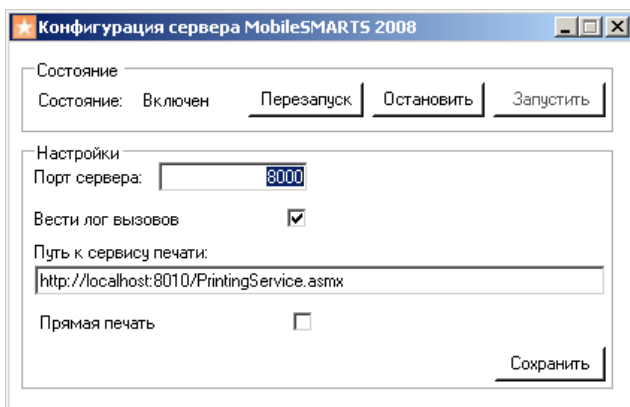 Конфигурация сервера MobileSMARTS 2008
Состояние
Состояние: Включен Перезапуск Остановить Запустить
Настройки
Порт сервера: 8000
Вести лог вызовов
Путь к сервису печати:
http://localhost:8010/PrintingService.asmx
Прямая печать
Сохранить